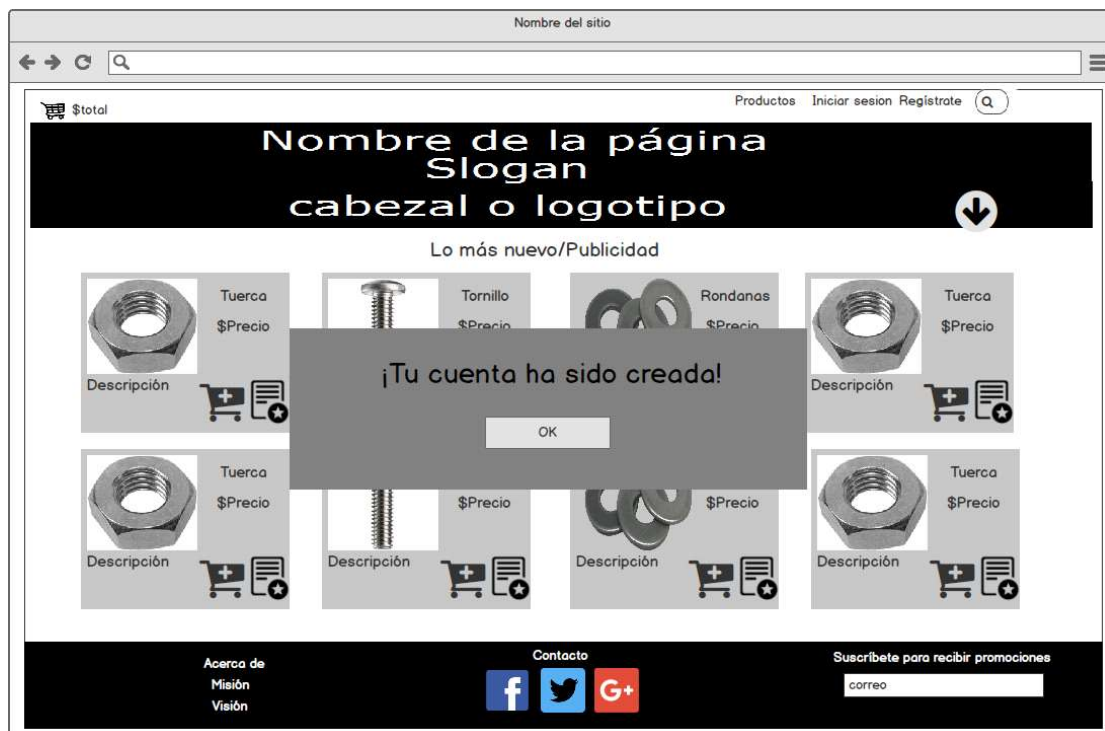 Nombre del sitio
$total
Productos Iniciar sesion Regístrate
Nombre de la página
Slogan
cabezal o logotipo
Lo más nuevo/Publicidad
Tuerca
$Precio
Descripción
Tornillo
$Precio
Rondanas
$Precio
Tuerca
$Precio
Descripción
¡Tu cuenta ha sido creada!
OK
Tuerca
$Precio
Descripción
$Precio
Descripción
$Precio
Descripción
Tuerca
$Precio
Descripción
Acerca de
Misión
Visión
Contacto
f
G+
Suscríbete para recibir promociones
correo